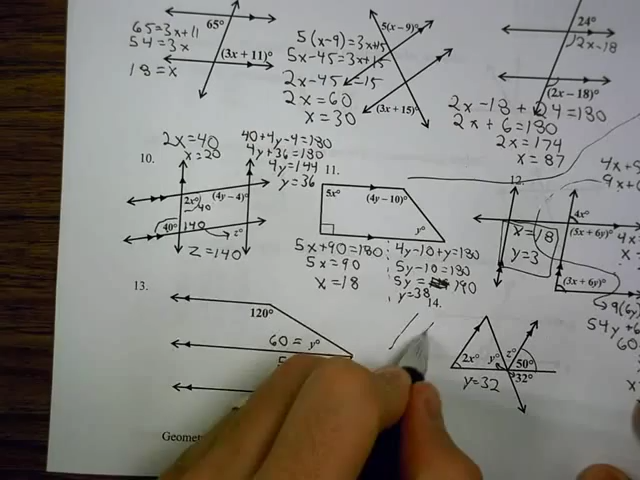 65°
65=3x+11
54=3x
(3x + 11)°
18=x
5(x−9)=3x+15
5x−45=3x+15
2x−45=15
2x=60
x=30
5(x−9)°
(3x+15)°
24°
2x−18
(2x − 18)°
2x−18+24=180
2x+6=180
2x=174
x=87
10.
2x=40
x=20
40+4y−4=180
4y+36=180
4y=144
y=36
2x°
(4y−4)°
40
40°
140
z°
z=140
11.
5x°
(4y−10)°
y°
5x+90=180
5x=90
x=18
4y−10+y=180
5y−10=180
5y=190
y=38
12.
4x°
(5x+6y)°
x=18
y=3
(3x+6y)°
13.
120°
60= y°
14.
2x°
y°
z°
50°
32°
y=32